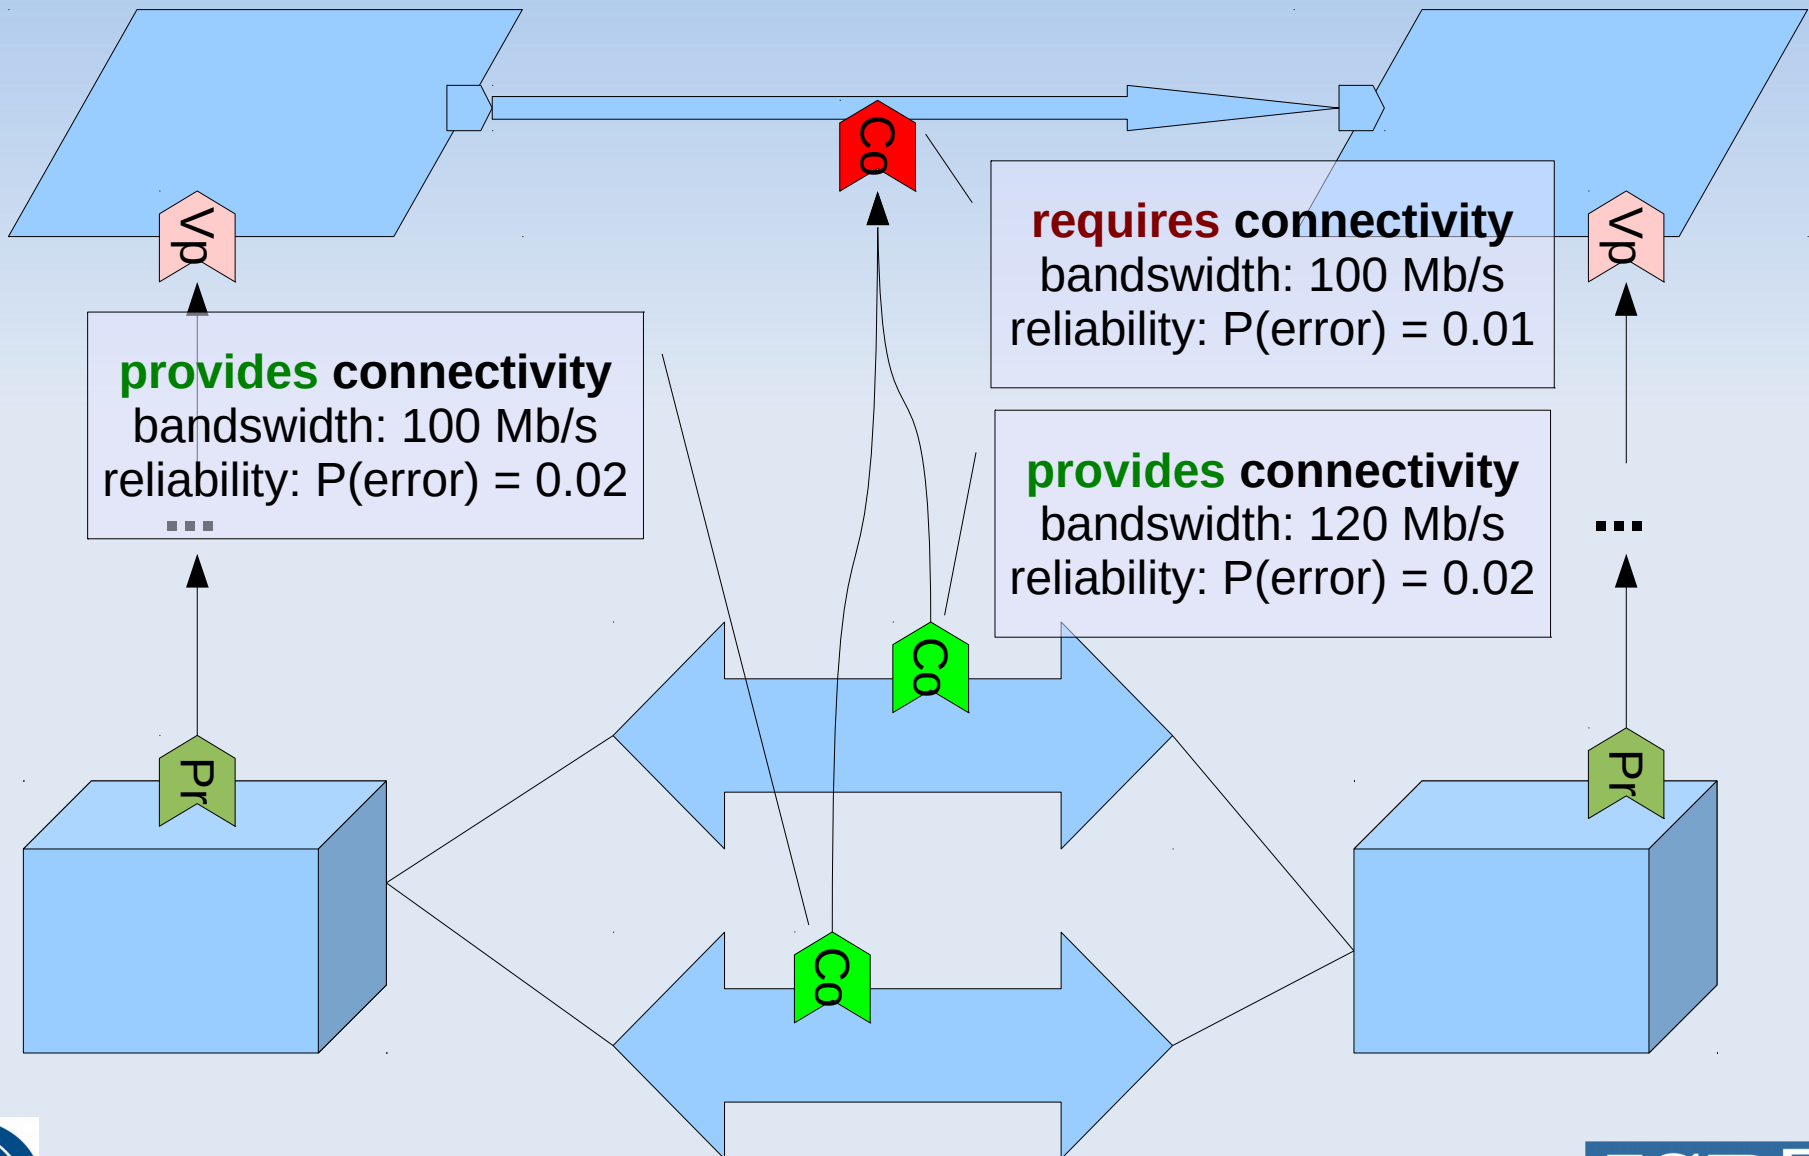 Co
requires connectivity
bandswidth: 100 Mb/s
reliability: P(error) = 0.01
Vp
Vp
provides connectivity
bandswidth: 100 Mb/s
reliability: P(error) = 0.02
...
provides connectivity
bandswidth: 120 Mb/s
reliability: P(error) = 0.02
...
Co
Pr
Pr
Co